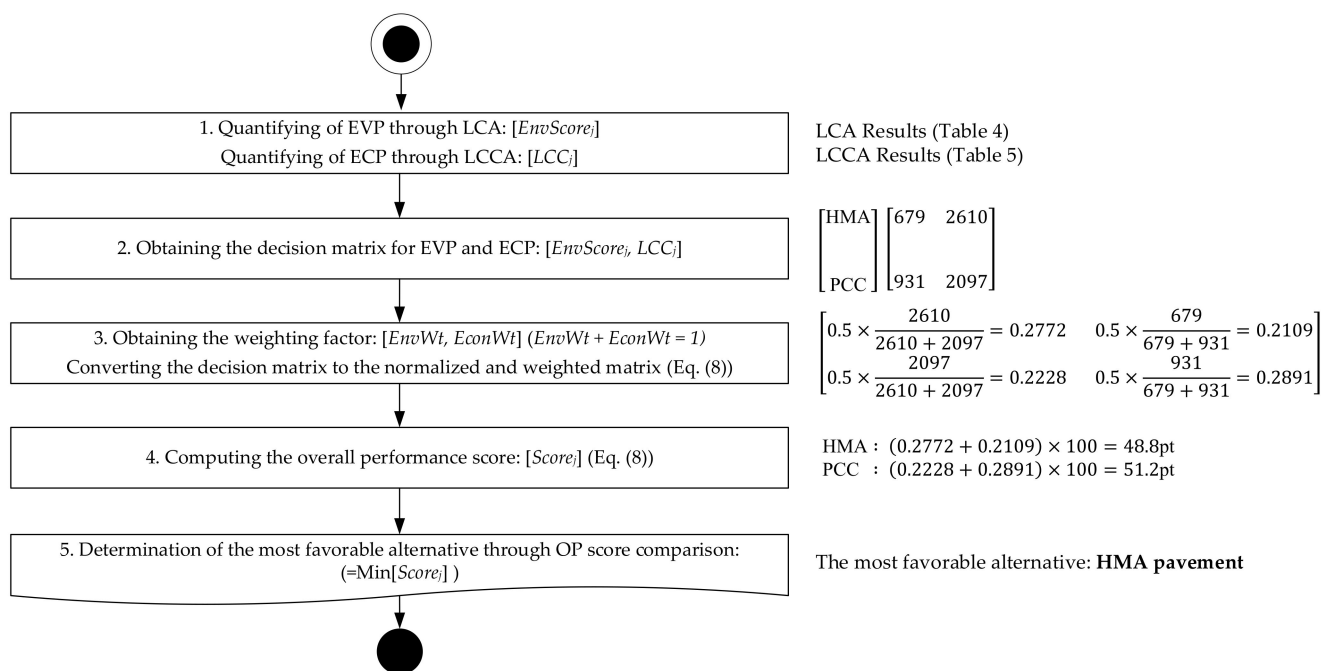 1. Quantifying of EVP through LCA: [EnvScoreⱼ]
Quantifying of ECP through LCCA: [LCCⱼ]
LCA Results (Table 4)
LCCA Results (Table 5)
2. Obtaining the decision matrix for EVP and ECP: [EnvScoreⱼ, LCCⱼ]
[HMA] [679 2610]
[PCC] [931 2097]
3. Obtaining the weighting factor: [EnvWt, EconWt] (EnvWt + EconWt = 1)
Converting the decision matrix to the normalized and weighted matrix (Eq. (8))
0.5 × 2610/(2610 + 2097) = 0.2772 0.5 × 679/(679 + 931) = 0.2109
0.5 × 2097/(2610 + 2097) = 0.2228 0.5 × 931/(679 + 931) = 0.2891
4. Computing the overall performance score: [Scoreⱼ] (Eq. (8))
HMA : (0.2772 + 0.2109) × 100 = 48.8pt
PCC : (0.2228 + 0.2891) × 100 = 51.2pt
5. Determination of the most favorable alternative through OP score comparison:
(=Min[Scoreⱼ] )
The most favorable alternative: HMA pavement